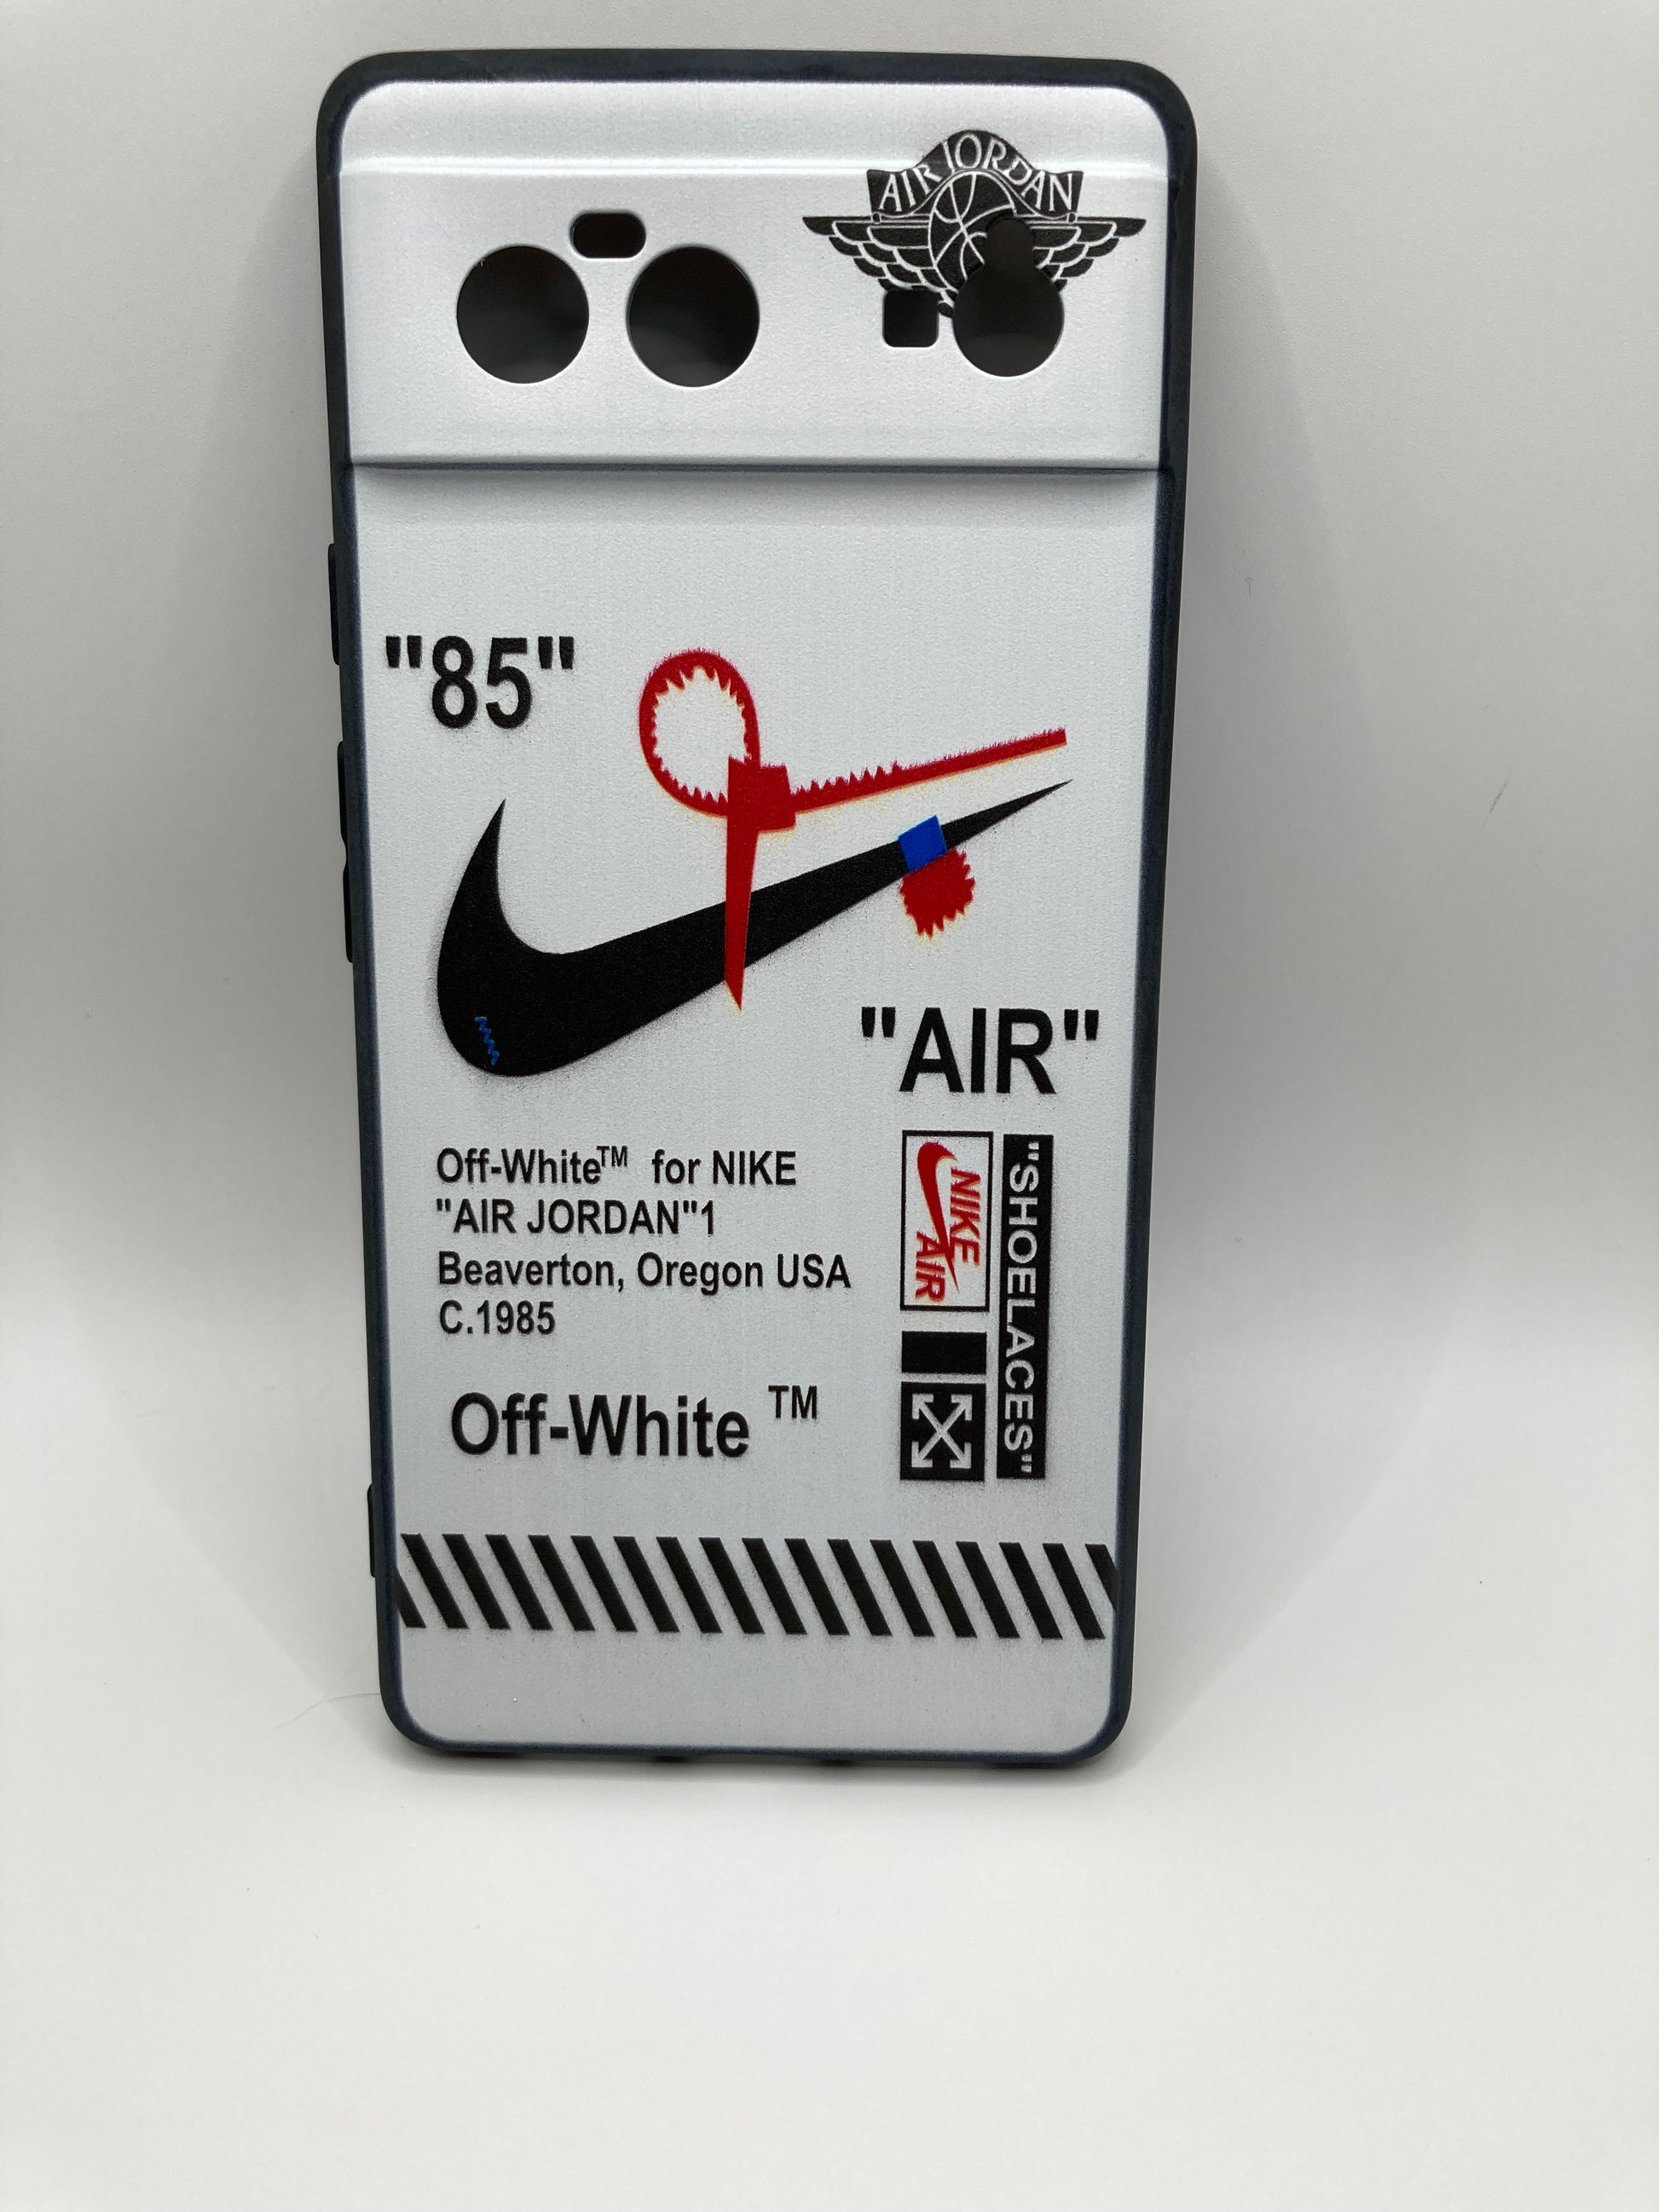 AIR JORDAN
"85"
"AIR"
Off-White™ for NIKE
"AIR JORDAN"1
Beaverton, Oregon USA
C.1985
Off-White ™
NIKE
AIR
"SHOELACES"